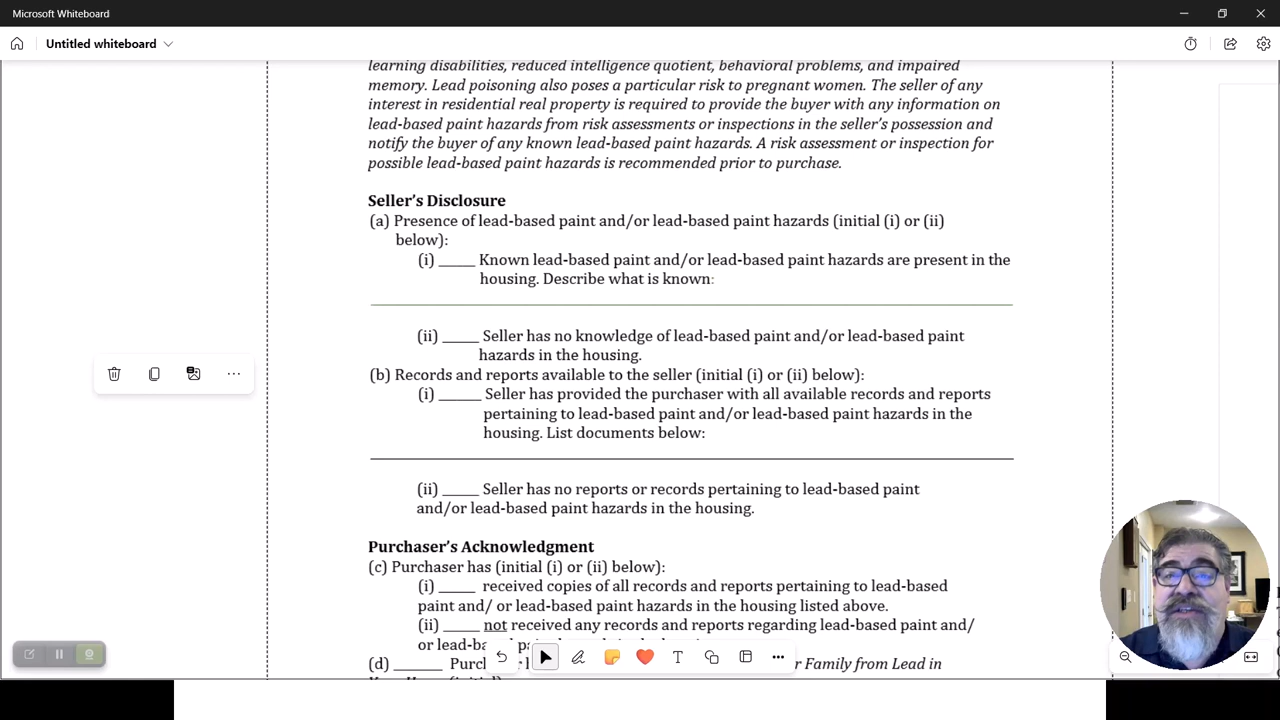 Microsoft Whiteboard
Untitled whiteboard
learning disabilities, reduced intelligence quotient, behavioral problems, and impaired
memory. Lead poisoning also poses a particular risk to pregnant women. The seller of any
interest in residential real property is required to provide the buyer with any information on
lead-based paint hazards from risk assessments or inspections in the seller's possession and
notify the buyer of any known lead-based paint hazards. A risk assessment or inspection for
possible lead-based paint hazards is recommended prior to purchase.
Seller's Disclosure
(a) Presence of lead-based paint and/or lead-based paint hazards (initial (i) or (ii)
below):
(i) _____ Known lead-based paint and/or lead-based paint hazards are present in the
housing. Describe what is known:
(ii) _____ Seller has no knowledge of lead-based paint and/or lead-based paint
hazards in the housing.
(b) Records and reports available to the seller (initial (i) or (ii) below):
(i) ______ Seller has provided the purchaser with all available records and reports
pertaining to lead-based paint and/or lead-based paint hazards in the
housing. List documents below:
(ii) _____ Seller has no reports or records pertaining to lead-based paint
and/or lead-based paint hazards in the housing.
Purchaser's Acknowledgment
(c) Purchaser has (initial (i) or (ii) below):
(i) _____ received copies of all records and reports pertaining to lead-based
paint and/ or lead-based paint hazards in the housing listed above.
(ii) _____ not received any records and reports regarding lead-based paint and/
or
(d) _______ Family from Lead in